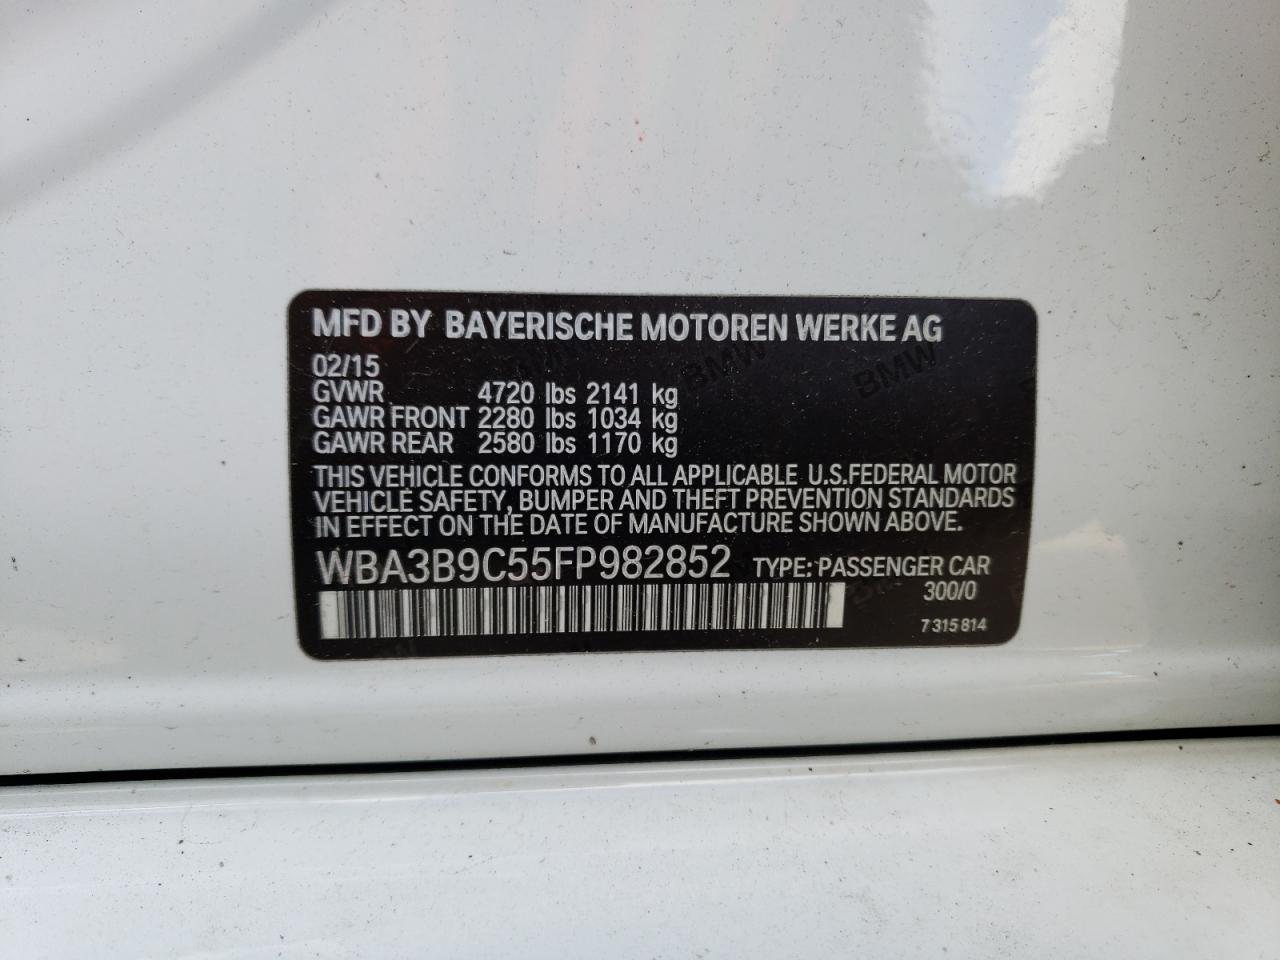 MFD BY BAYERISCHE MOTOREN WERKE AG
02/15
GVWR 4720 lbs 2141 kg
GAWR FRONT 2280 lbs 1034 kg
GAWR REAR 2580 lbs 1170 kg
THIS VEHICLE CONFORMS TO ALL APPLICABLE U.S.FEDERAL MOTOR
VEHICLE SAFETY, BUMPER AND THEFT PREVENTION STANDARDS
IN EFFECT ON THE DATE OF MANUFACTURE SHOWN ABOVE.
WBA3B9C55FP982852 TYPE: PASSENGER CAR
300/0
7 315 814
BMW
BMW
BMW